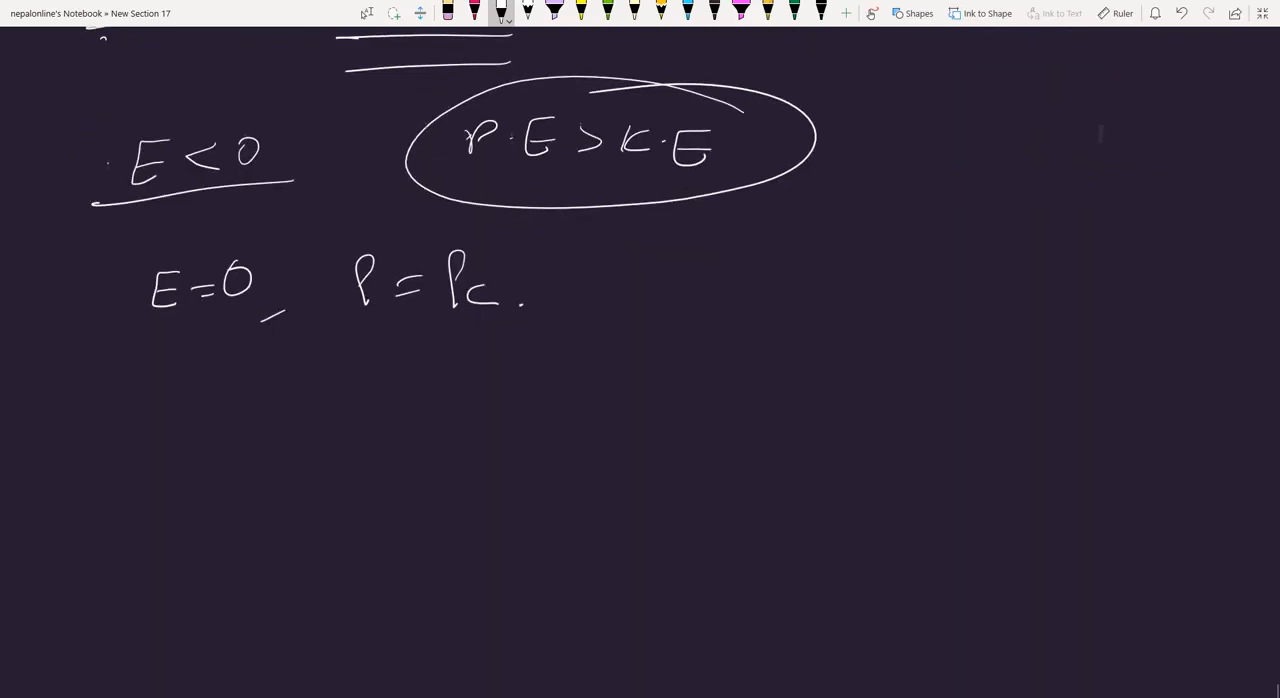 nepalonline's Notebook » New Section 17
Shapes Ink to Shape Ink to Text Ruler
E < 0 P.E > K.E
E = 0, P = Pc.